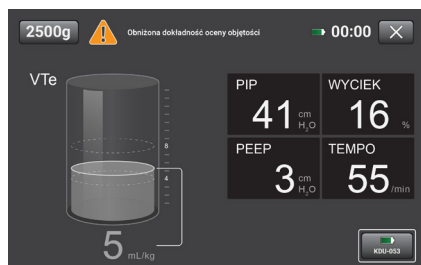 2500g
Obniżona dokładność oceny objętości
00:00
VTe
8
4
5 mL/kg
PIP
41 cm H₂O
WYCIEK
16 %
PEEP
3 cm H₂O
TEMPO
55 /min
KDU-053